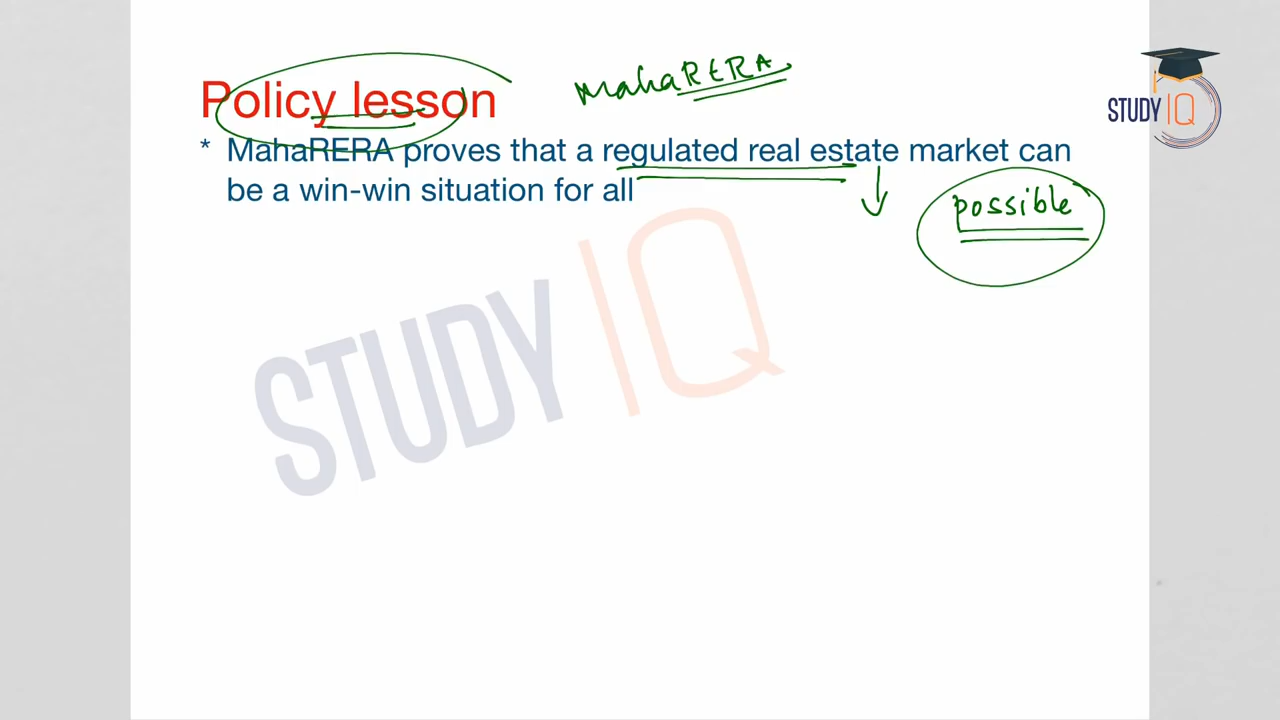 Policy lesson
MahaRERA
* MahaRERA proves that a regulated real estate market can
be a win-win situation for all
possible
STUDY IQ
STUDY IQ